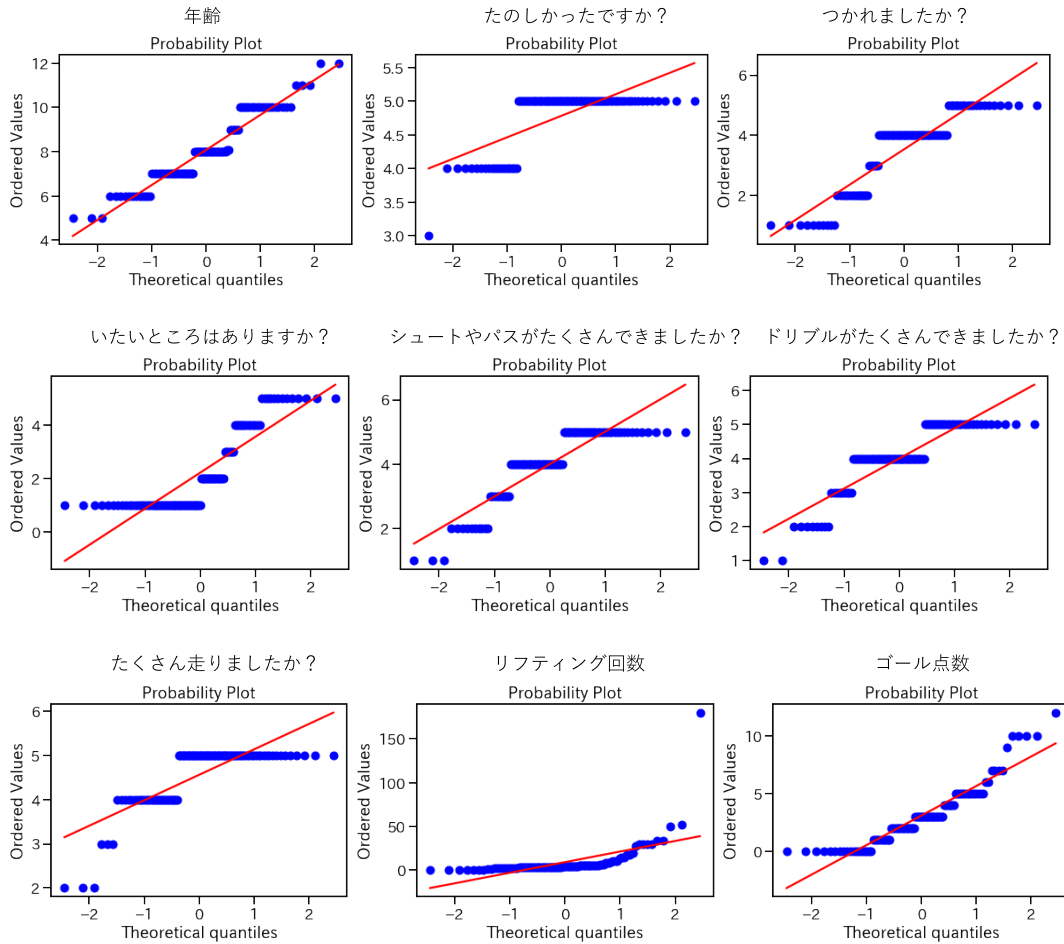 年齢
たのしかったですか？
つかれましたか？
Probability Plot
Probability Plot
Probability Plot
Ordered Values
12
10
8
6
4
−2
−1
0
1
2
Theoretical quantiles
Ordered Values
5.5
5.0
4.5
4.0
3.5
3.0
−2
−1
0
1
2
Theoretical quantiles
Ordered Values
6
4
2
−2
−1
0
1
2
Theoretical quantiles
いたいところはありますか？
シュートやパスがたくさんできましたか？
ドリブルがたくさんできましたか？
Probability Plot
Probability Plot
Probability Plot
Ordered Values
4
2
0
−2
−1
0
1
2
Theoretical quantiles
Ordered Values
6
4
2
−2
−1
0
1
2
Theoretical quantiles
Ordered Values
6
5
4
3
2
1
−2
−1
0
1
2
Theoretical quantiles
たくさん走りましたか？
リフティング回数
ゴール点数
Probability Plot
Probability Plot
Probability Plot
Ordered Values
6
5
4
3
2
−2
−1
0
1
2
Theoretical quantiles
Ordered Values
150
100
50
0
−2
−1
0
1
2
Theoretical quantiles
Ordered Values
10
5
0
−2
−1
0
1
2
Theoretical quantiles